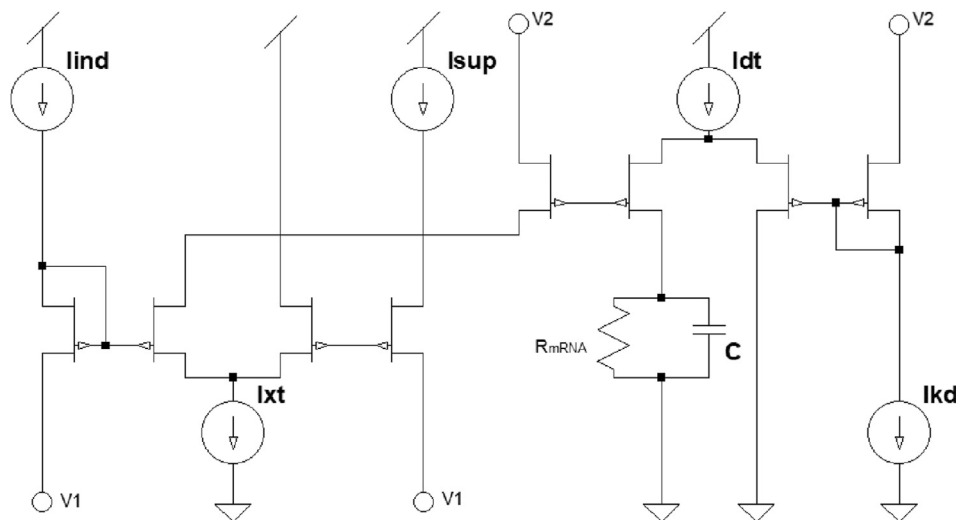 Iind
Isup
V2
Idt
V2
RmRNA
C
Ixt
Ikd
V1
V1